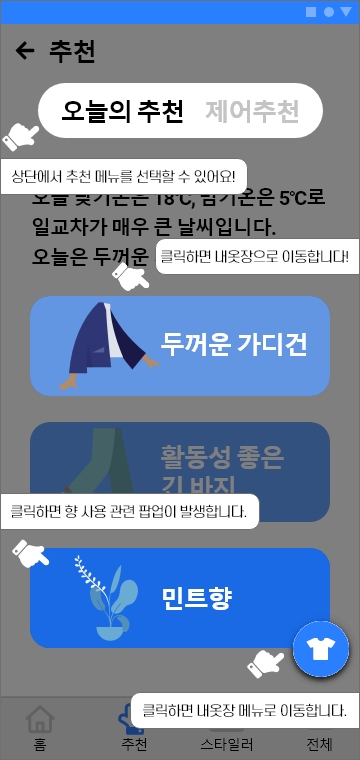 추천
오늘의 추천 제어추천
상단에서 추천 메뉴를 선택할 수 있어요!
오늘 낮기온은 18℃, 밤기온은 5℃로
일교차가 매우 큰 날씨입니다.
오늘은 두꺼운
클릭하면 내옷장으로 이동합니다!
두꺼운 가디건
활동성 좋은
긴 바지
클릭하면 향 사용 관련 팝업이 발생합니다.
민트향
클릭하면 내옷장 메뉴로 이동합니다.
홈 추천 스타일러 전체